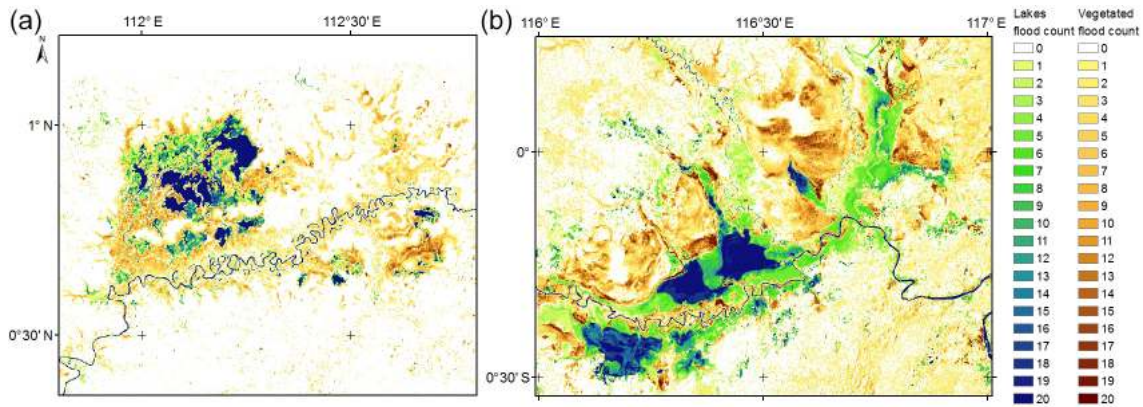 (a)
112° E
112°30' E
N
1° N
0°30' N
(b)
116° E
116°30' E
117° E
0°
0°30' S
Lakes Vegetated
flood count flood count
0 0
1 1
2 2
3 3
4 4
5 5
6 6
7 7
8 8
9 9
10 10
11 11
12 12
13 13
14 14
15 15
16 16
17 17
18 18
19 19
20 20